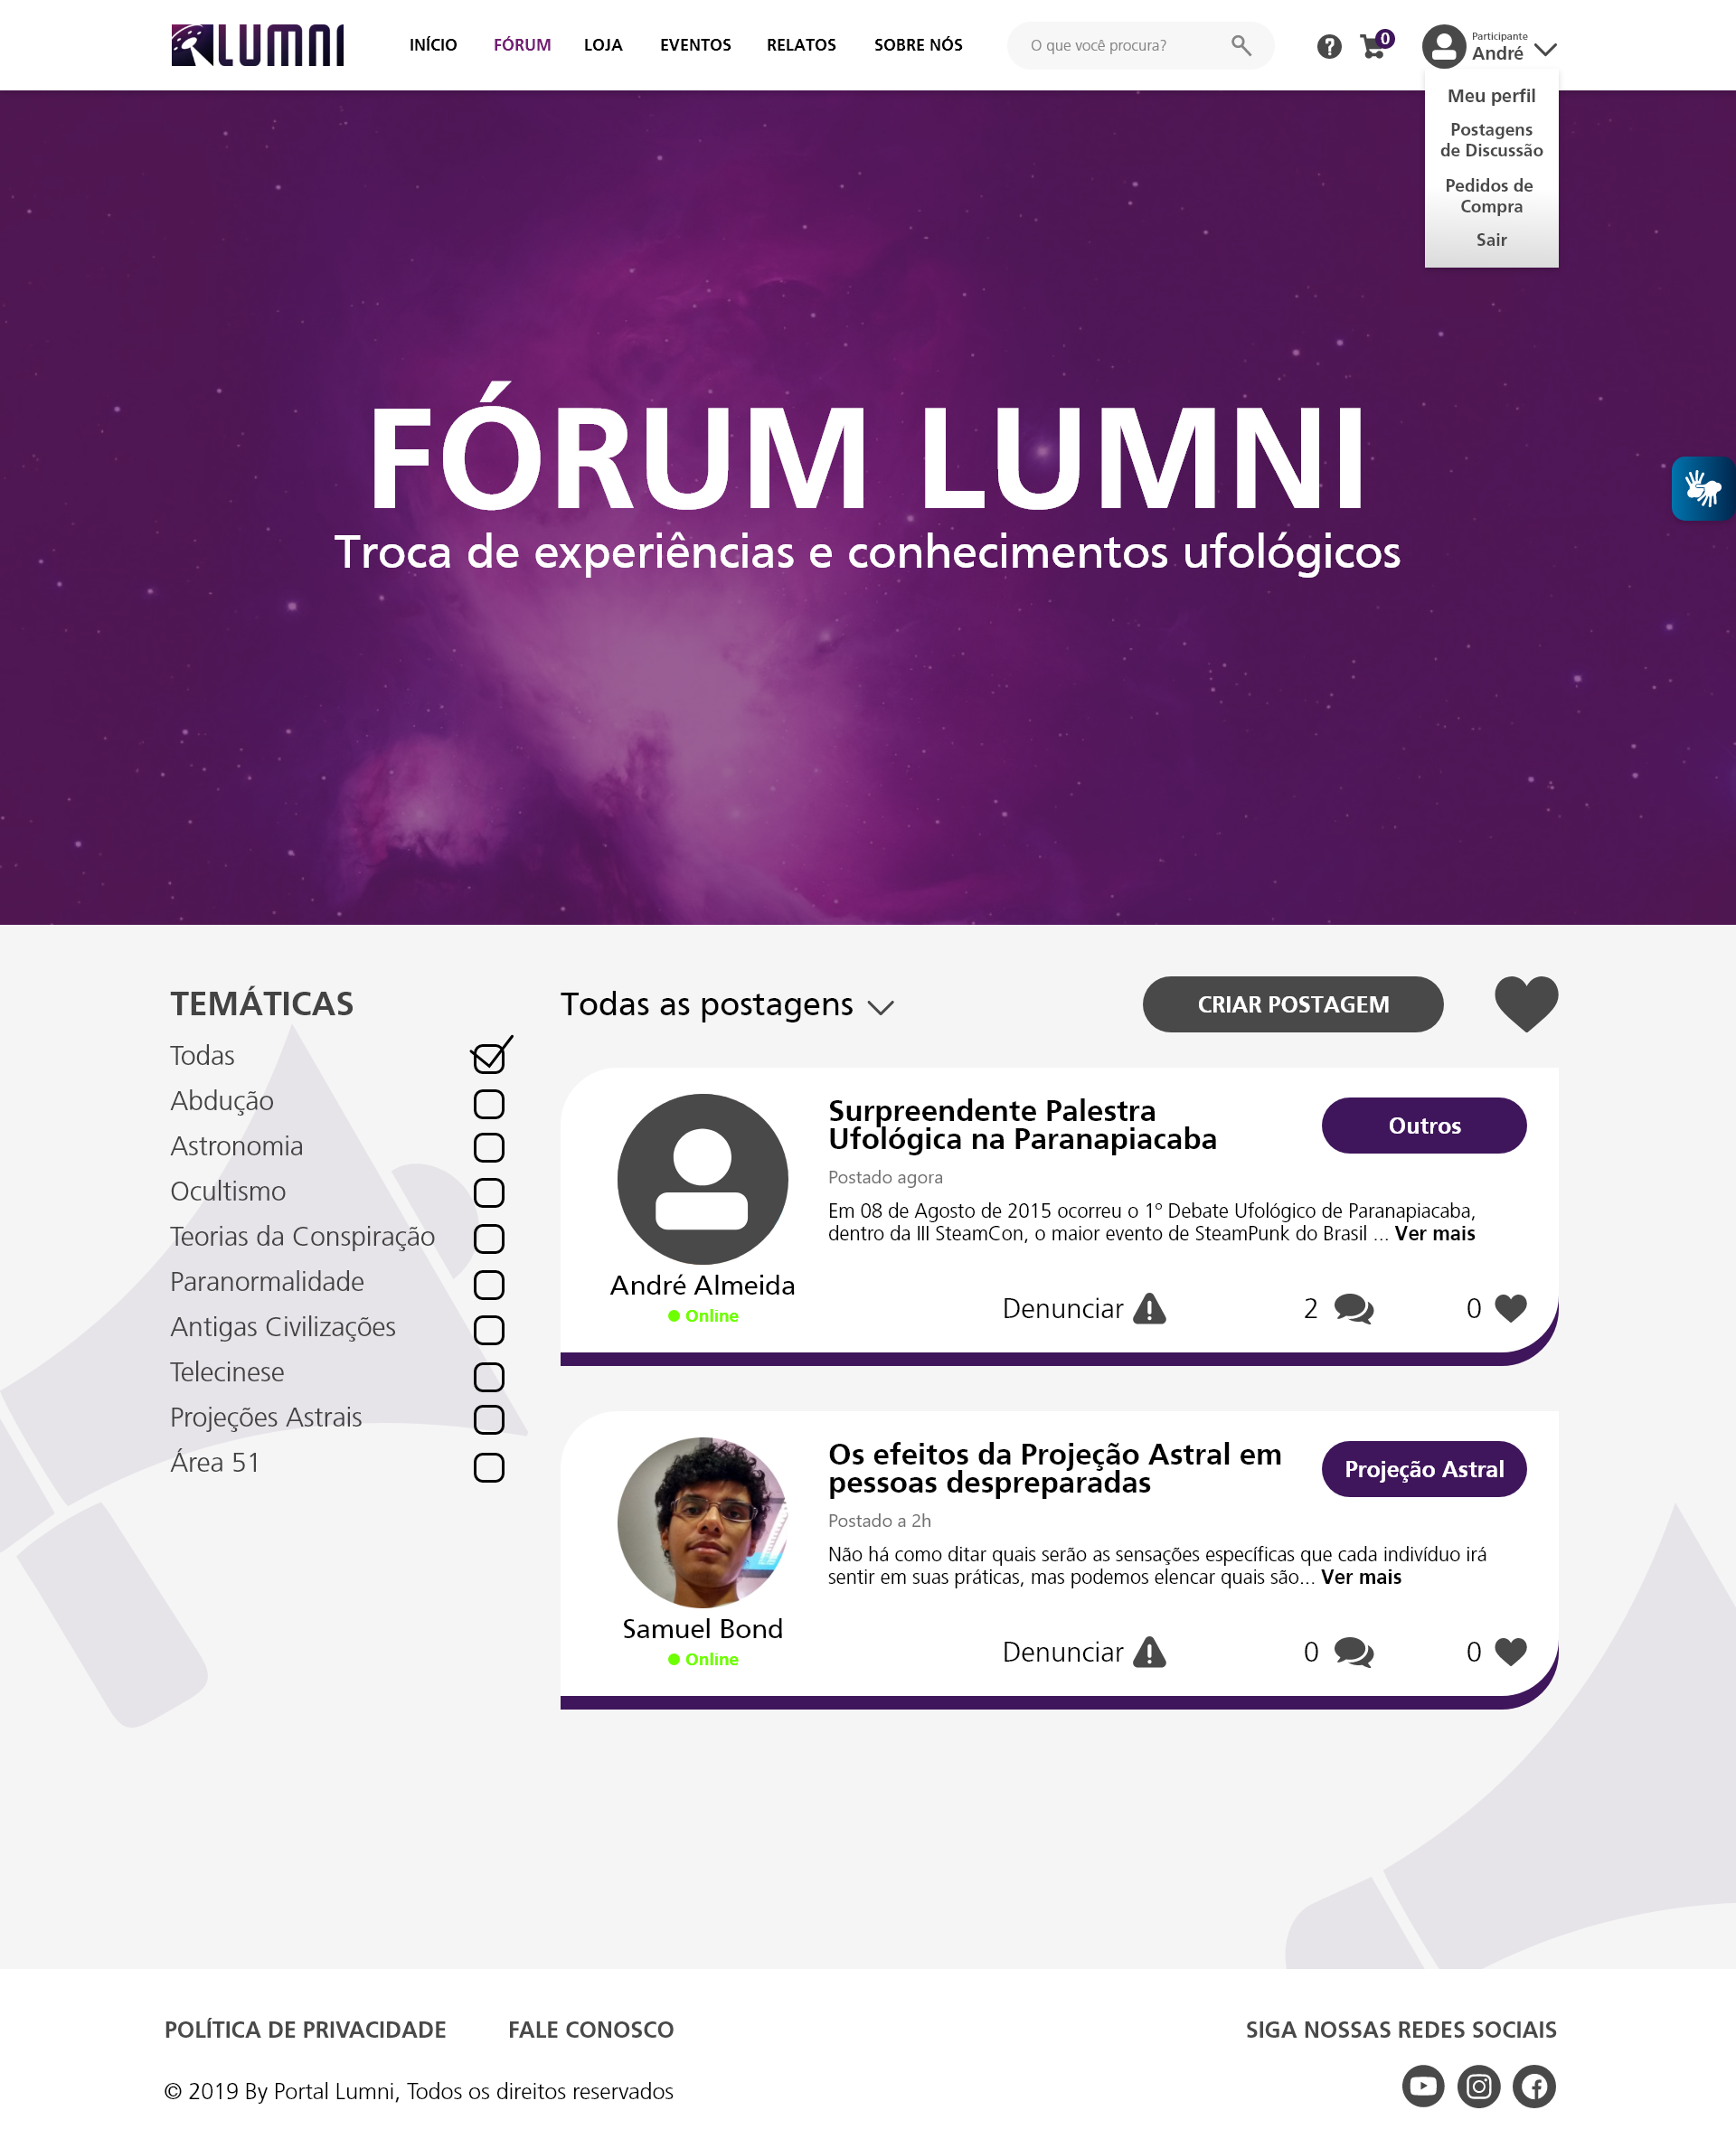 LUMNI
INÍCIO FÓRUM LOJA EVENTOS RELATOS SOBRE NÓS
O que você procura?
0
Participante
André
Meu perfil
Postagens
de Discussão
Pedidos de
Compra
Sair
FÓRUM LUMNI
Troca de experiências e conhecimentos ufológicos
TEMÁTICAS
Todas
Abdução
Astronomia
Ocultismo
Teorias da Conspiração
Paranormalidade
Antigas Civilizações
Telecinese
Projeções Astrais
Área 51
Todas as postagens
CRIAR POSTAGEM
André Almeida
Online
Surpreendente Palestra
Ufológica na Paranapiacaba
Outros
Postado agora
Em 08 de Agosto de 2015 ocorreu o 1º Debate Ufológico de Paranapiacaba,
dentro da III SteamCon, o maior evento de SteamPunk do Brasil ... Ver mais
Denunciar 2 0
Samuel Bond
Online
Os efeitos da Projeção Astral em
pessoas despreparadas
Projeção Astral
Postado a 2h
Não há como ditar quais serão as sensações específicas que cada indivíduo irá
sentir em suas práticas, mas podemos elencar quais são... Ver mais
Denunciar 0 0
POLÍTICA DE PRIVACIDADE FALE CONOSCO
SIGA NOSSAS REDES SOCIAIS
© 2019 By Portal Lumni, Todos os direitos reservados